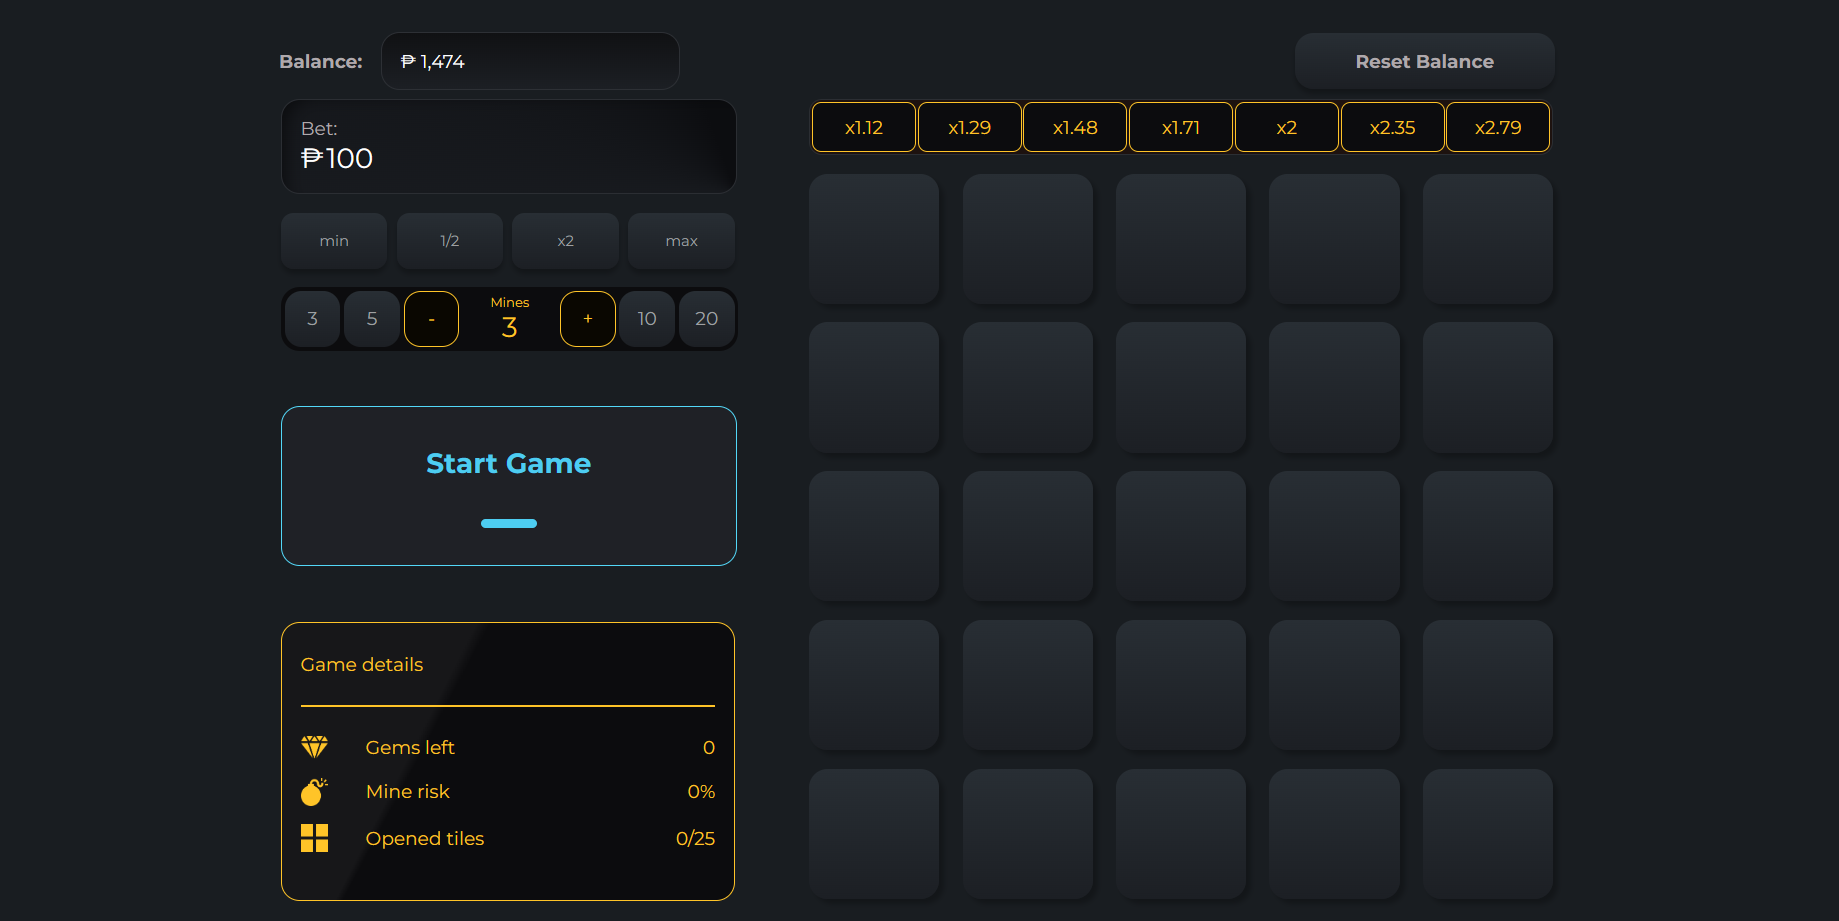 Balance: ₱ 1,474
Reset Balance
Bet:
₱100
x1.12 x1.29 x1.48 x1.71 x2 x2.35 x2.79
min 1/2 x2 max
Mines
3 5 - 3 + 10 20
Start Game
Game details
Gems left 0
Mine risk 0%
Opened tiles 0/25